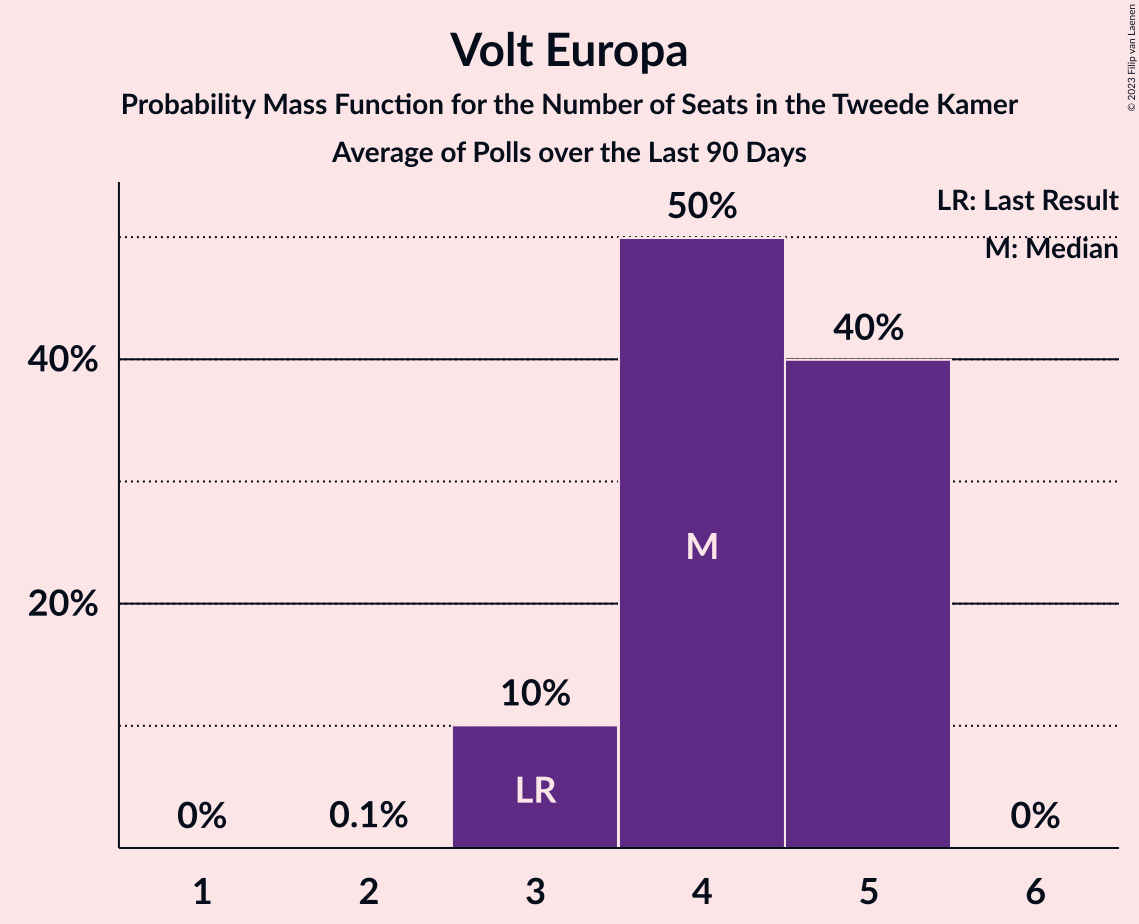 Volt Europa
Probability Mass Function for the Number of Seats in the Tweede Kamer
Average of Polls over the Last 90 Days
© 2023 Filip van Laenen
LR: Last Result
M: Median
50%
40%
40%
M
20%
10%
LR
0%
0.1%
0%
1 2 3 4 5 6